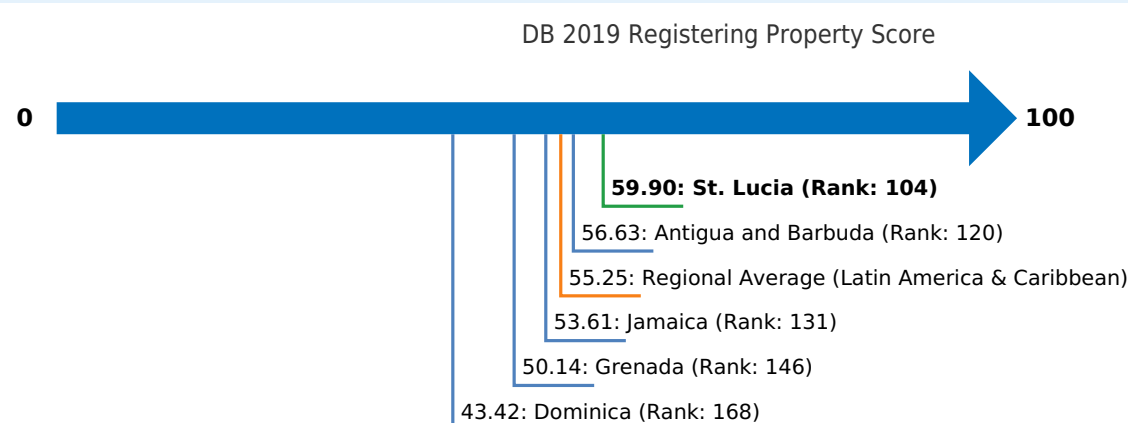 DB 2019 Registering Property Score
0
100
59.90: St. Lucia (Rank: 104)
56.63: Antigua and Barbuda (Rank: 120)
55.25: Regional Average (Latin America & Caribbean)
53.61: Jamaica (Rank: 131)
50.14: Grenada (Rank: 146)
43.42: Dominica (Rank: 168)